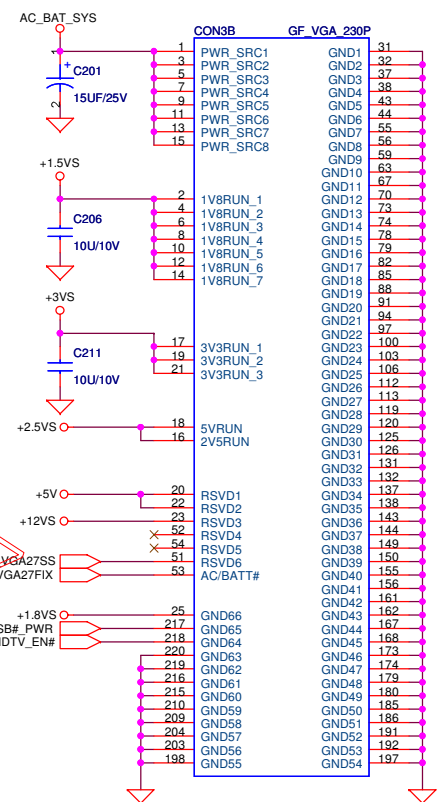 AC_BAT_SYS
CON3B
GF_VGA_230P
1
+
C201
15UF/25V
2
1 PWR_SRC1
3 PWR_SRC2
5 PWR_SRC3
7 PWR_SRC4
9 PWR_SRC5
11 PWR_SRC6
13 PWR_SRC7
15 PWR_SRC8
+1.5VS
C206
10U/10V
2 1V8RUN_1
4 1V8RUN_2
6 1V8RUN_3
8 1V8RUN_4
10 1V8RUN_5
12 1V8RUN_6
14 1V8RUN_7
+3VS
C211
10U/10V
17 3V3RUN_1
19 3V3RUN_2
21 3V3RUN_3
+2.5VS
18 5VRUN
16 2V5RUN
+5V
20 RSVD1
22 RSVD2
+12VS
23 RSVD3
52 RSVD4
54 RSVD5
VGA27SS
51 RSVD6
VGA27FIX
53 AC/BATT#
+1.8VS
25 GND66
SB#_PWR
217 GND65
HDTV_EN#
218 GND64
220 GND63
219 GND62
216 GND61
215 GND60
210 GND59
209 GND58
204 GND57
203 GND56
198 GND55
GND1 31
GND2 32
GND3 37
GND4 38
GND5 43
GND6 44
GND7 55
GND8 56
GND9 59
GND10 63
GND11 67
GND12 70
GND13 73
GND14 74
GND15 78
GND16 79
GND17 82
GND18 85
GND19 88
GND20 91
GND21 94
GND22 97
GND23 100
GND24 103
GND25 106
GND26 112
GND27 113
GND28 119
GND29 120
GND30 125
GND31 126
GND32 131
GND33 132
GND34 137
GND35 138
GND36 143
GND37 144
GND38 149
GND39 150
GND40 155
GND41 156
GND42 161
GND43 162
GND44 167
GND45 168
GND46 173
GND47 174
GND48 179
GND49 180
GND50 185
GND51 186
GND52 191
GND53 192
GND54 197